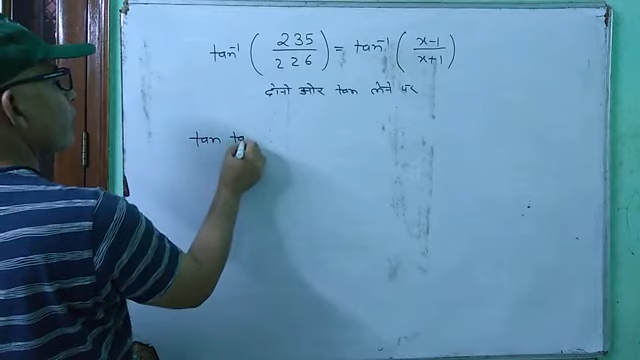 tan⁻¹ ( 235 / 226 ) = tan⁻¹ ( x-1 / x+1 )
दोनो ओर tan लेने पर
tan ta